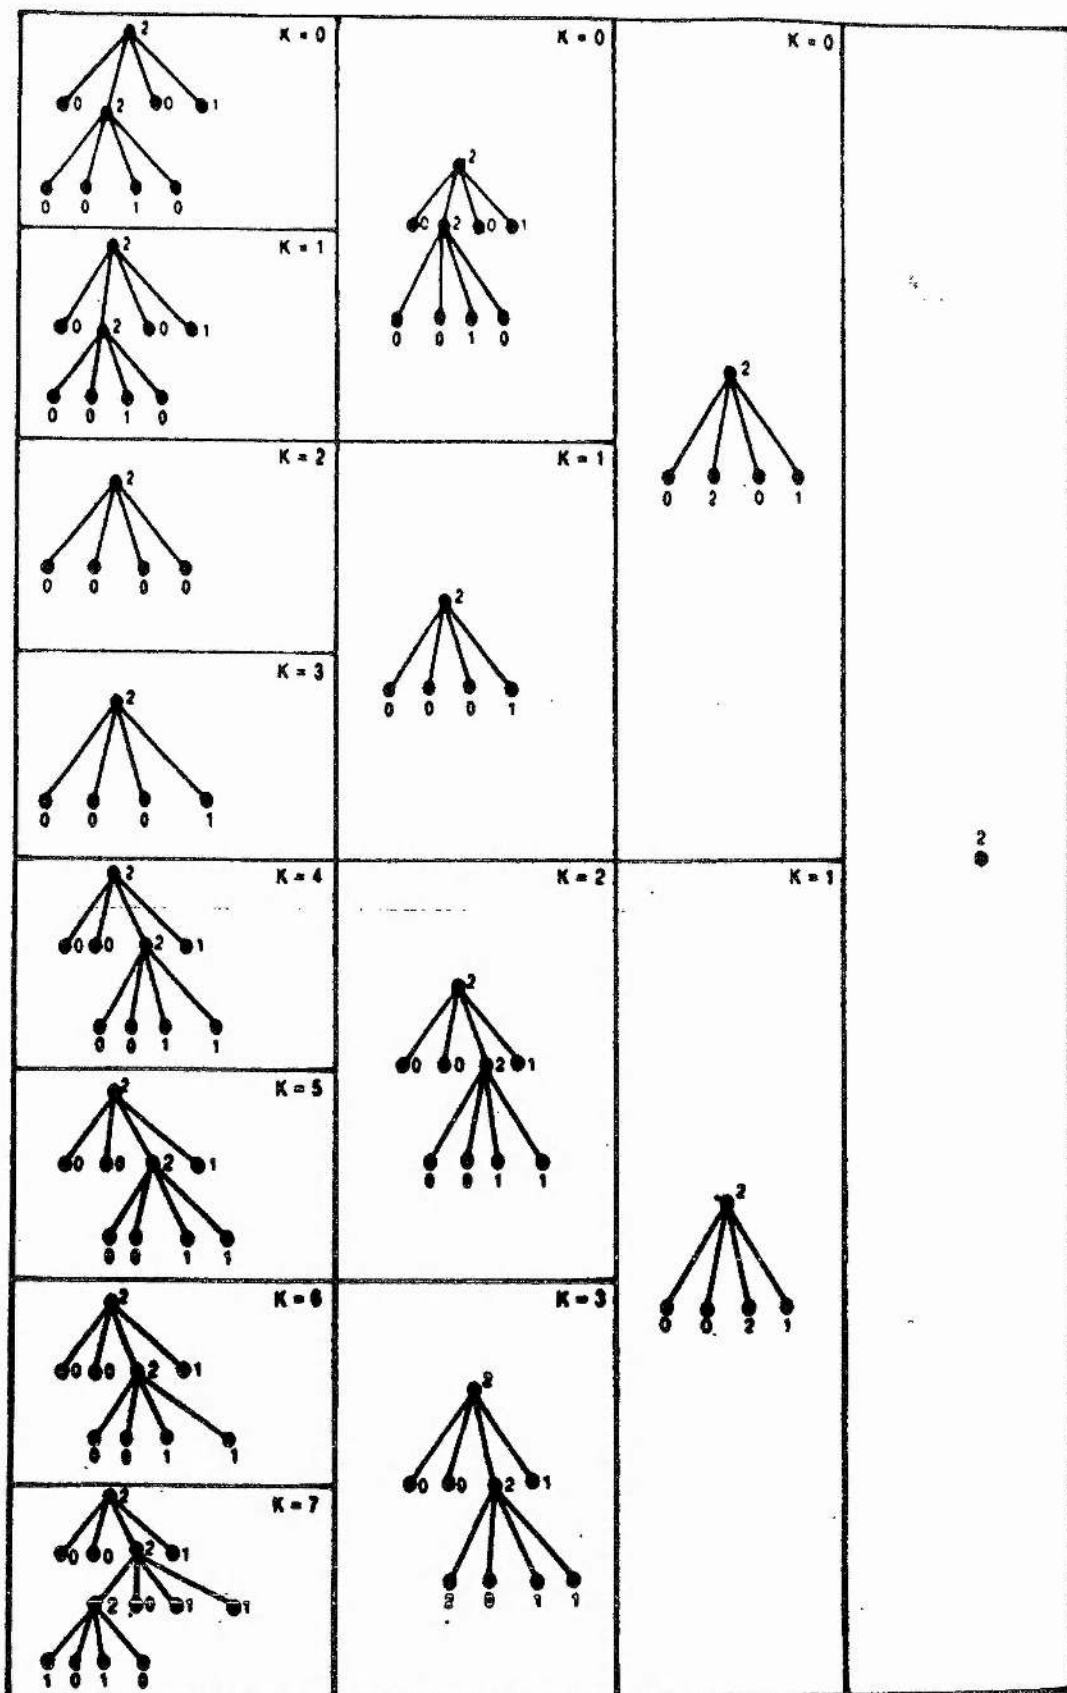 K = 0
2
0 2 0 1
0 0 1 0
K = 1
2
0 2 0 1
0 0 1 0
K = 2
2
0 0 0 0
K = 3
2
0 0 0 1
K = 4
2
0 0 2 1
0 0 1 1
K = 5
2
0 0 2 1
0 0 1 1
K = 6
2
0 0 2 1
0 0 1 1
K = 7
2
0 0 2 1
2 0 1 1
1 0 1 0
K = 0
2
0 2 0 1
0 0 1 0
K = 1
2
0 0 0 1
K = 2
2
0 0 2 1
0 0 1 1
K = 3
2
0 0 2 1
2 0 1 1
K = 0
2
0 2 0 1
K = 1
2
0 0 2 1
2